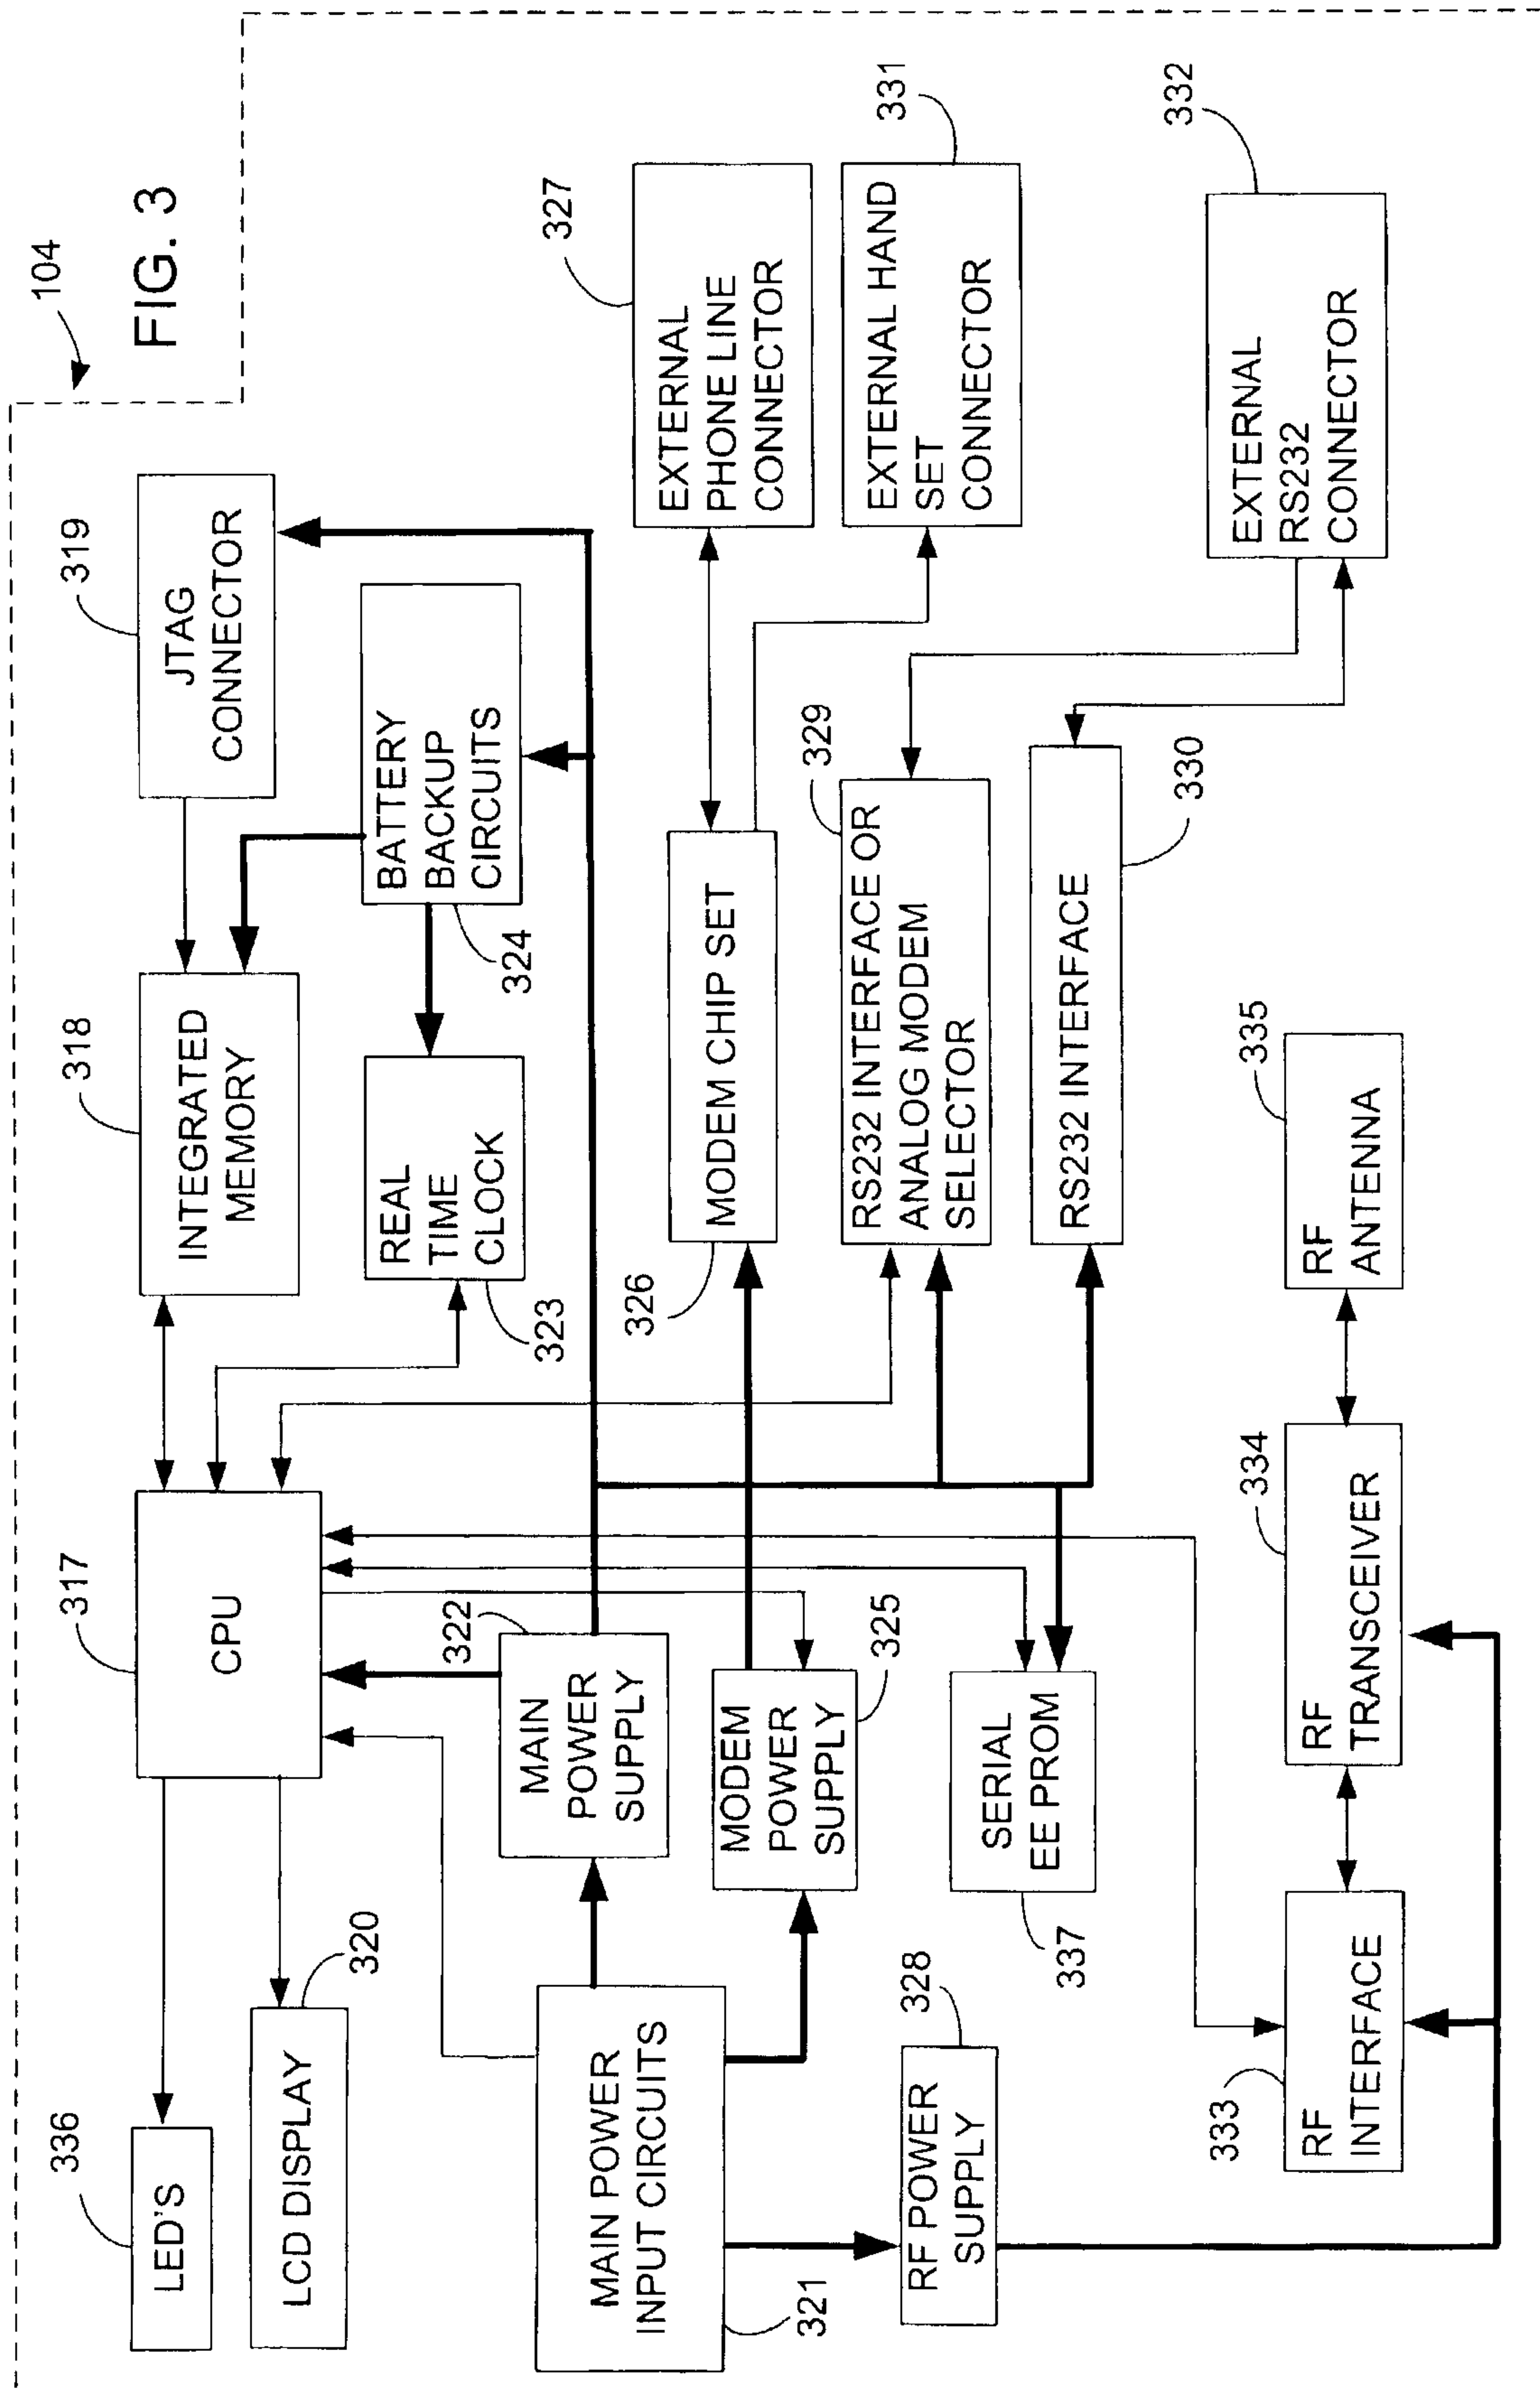 FIG. 3
104
336
LED'S
LCD DISPLAY
320
317
CPU
318
INTEGRATED
MEMORY
319
JTAG
CONNECTOR
MAIN POWER
INPUT CIRCUITS
321
322
MAIN
POWER
SUPPLY
REAL
TIME
CLOCK
323
BATTERY
BACKUP
CIRCUITS
324
MODEM
POWER
SUPPLY
325
326
MODEM CHIP SET
327
EXTERNAL
PHONE LINE
CONNECTOR
RF POWER
SUPPLY
328
SERIAL
EE PROM
337
329
RS232 INTERFACE OR
ANALOG MODEM
SELECTOR
EXTERNAL HAND
SET
CONNECTOR
331
RS232 INTERFACE
330
EXTERNAL
RS232
CONNECTOR
332
333
RF
INTERFACE
334
RF
TRANSCEIVER
335
RF
ANTENNA